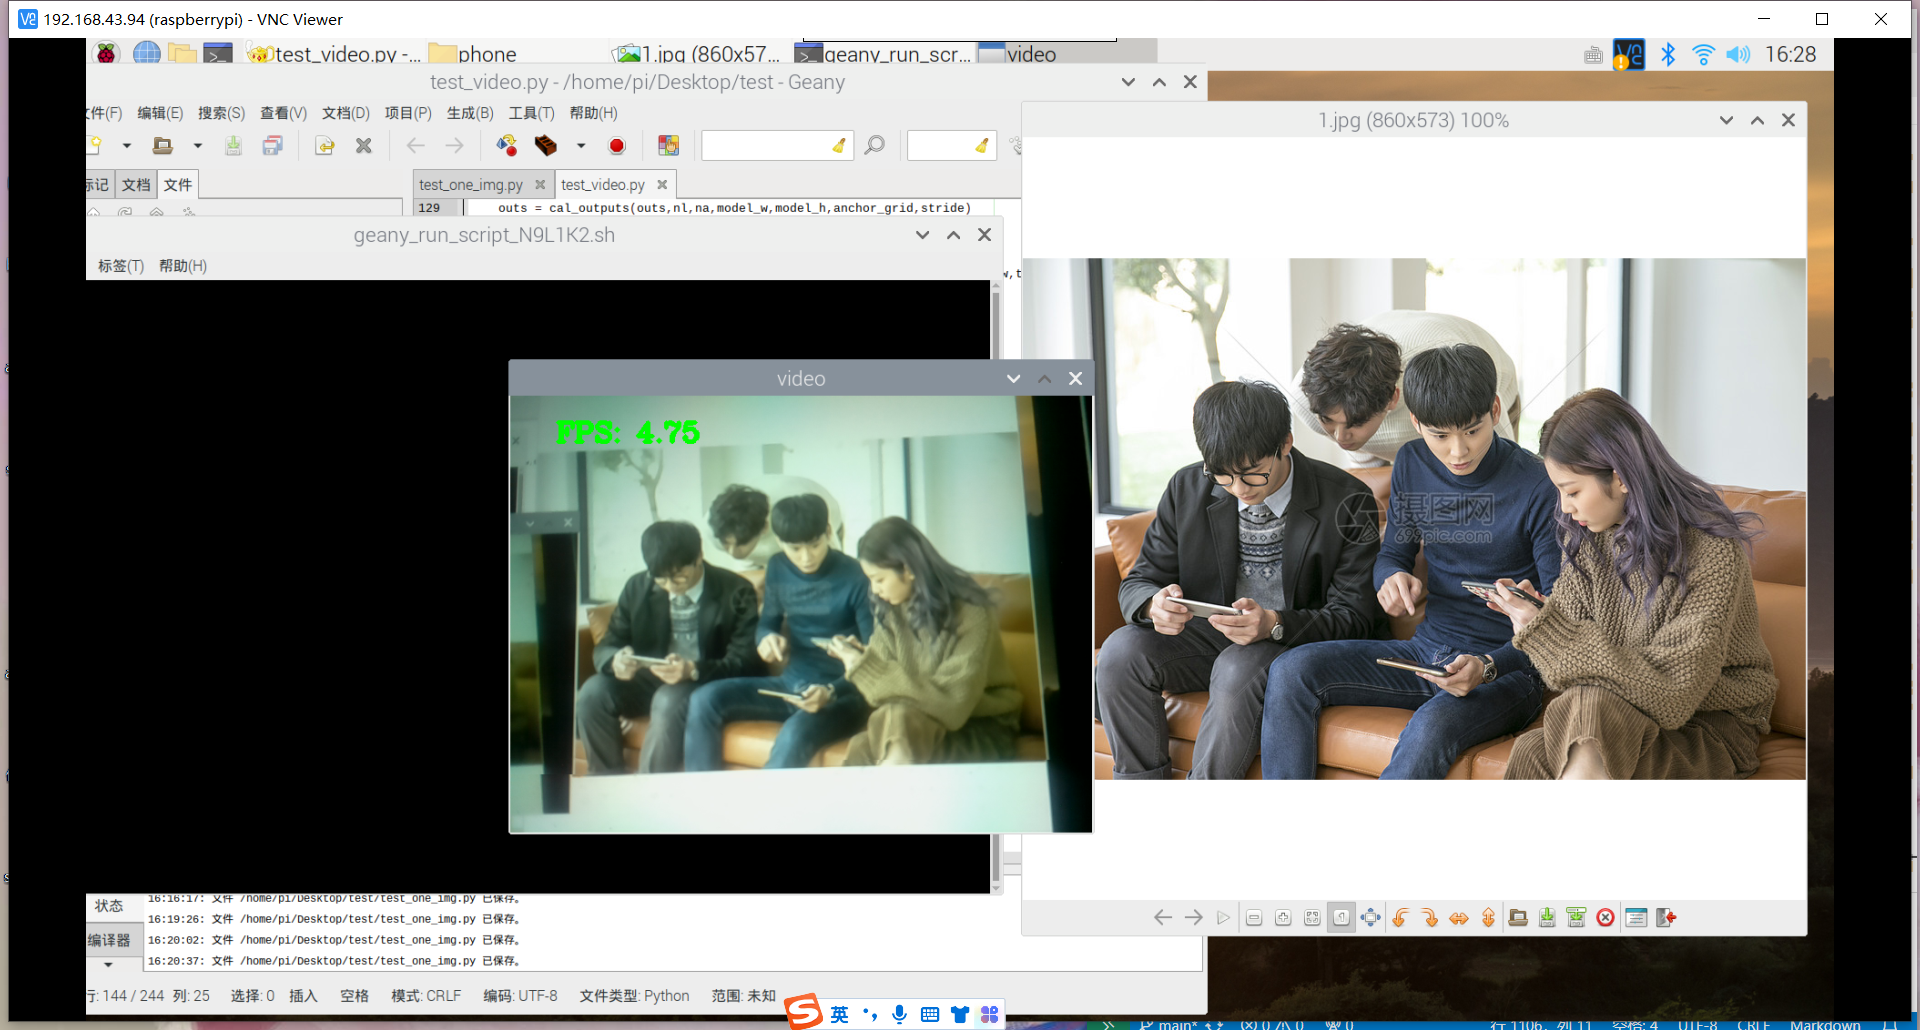 192.168.43.94 (raspberrypi) - VNC Viewer
test_video.py -...
phone
1.jpg (860x57...
geany_run_scr...
video
16:28
test_video.py - /home/pi/Desktop/test - Geany
文件(F) 编辑(E) 搜索(S) 查看(V) 文档(D) 项目(P) 生成(B) 工具(T) 帮助(H)
标记 文档 文件
test_one_img.py test_video.py
129 outs = cal_outputs(outs,nl,na,model_w,model_h,anchor_grid,stride)
geany_run_script_N9L1K2.sh
标签(T) 帮助(H)
w,t
video
FPS: 4.75
1.jpg (860x573) 100%
摄图网
699pic.com
状态
编译器
16:16:17: 文件 /home/pi/Desktop/test/test_one_img.py 已保存。
16:19:26: 文件 /home/pi/Desktop/test/test_one_img.py 已保存。
16:20:02: 文件 /home/pi/Desktop/test/test_one_img.py 已保存。
16:20:37: 文件 /home/pi/Desktop/test/test_one_img.py 已保存。
行: 144 / 244 列: 25 选择: 0 插入 空格 模式: CRLF 编码: UTF-8 文件类型: Python 范围: 未知
英
main* 行 1106, 列 11 空格: 4 UTF-8 CRLF Markdown